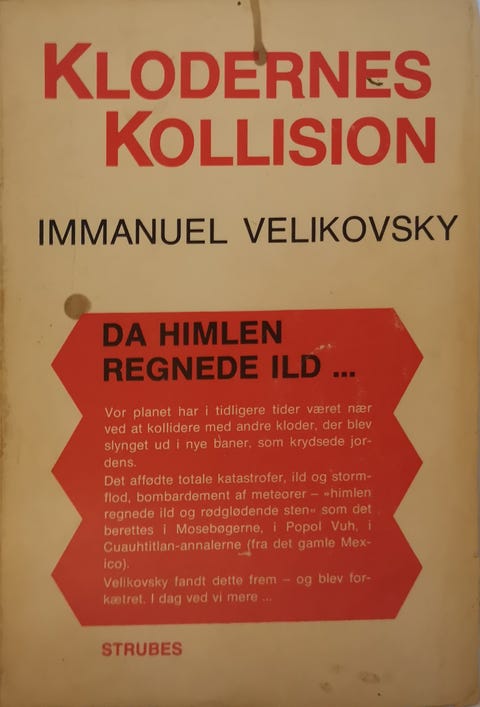 KLODERNES
KOLLISION
IMMANUEL VELIKOVSKY
DA HIMLEN
REGNEDE ILD ...
Vor planet har i tidligere tider været nær
ved at kollidere med andre kloder, der blev
slynget ud i nye baner, som krydsede jor-
dens.
Det affødte totale katastrofer, ild og storm-
flod, bombardement af meteorer – »himlen
regnede ild og rødglødende sten« som det
berettes i Mosebøgerne, i Popol Vuh, i
Cuauhtitlan-annalerne (fra det gamle Mex-
ico).
Velikovsky fandt dette frem – og blev for-
kætret. I dag ved vi mere ...
STRUBES